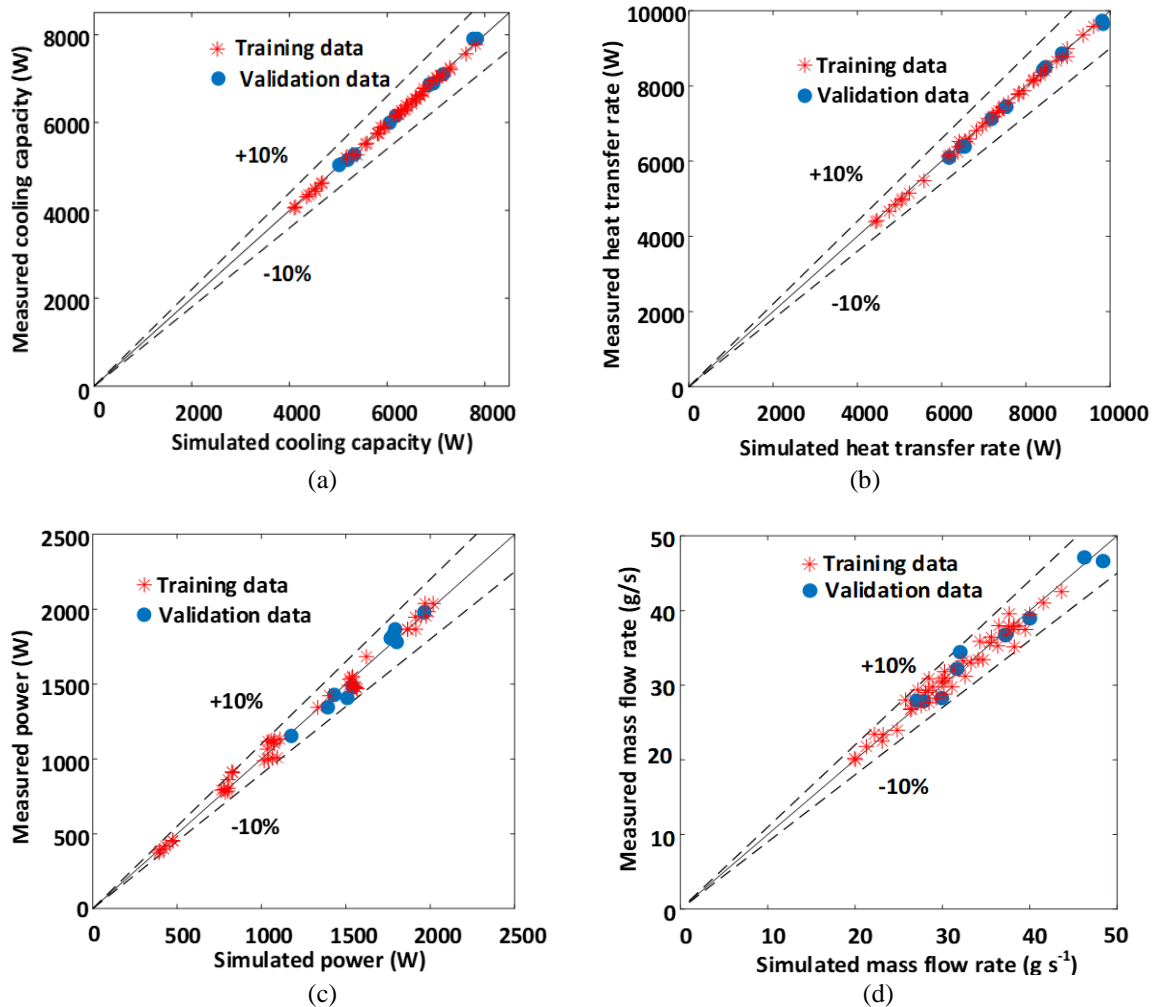 Measured cooling capacity (W)
8000
6000
4000
2000
0
Training data
Validation data
+10%
-10%
0 2000 4000 6000 8000
Simulated cooling capacity (W)
(a)
Measured heat transfer rate (W)
10000
8000
6000
4000
2000
0
Training data
Validation data
+10%
-10%
0 2000 4000 6000 8000 10000
Simulated heat transfer rate (W)
(b)
Measured power (W)
2500
2000
1500
1000
500
0
Training data
Validation data
+10%
-10%
0 500 1000 1500 2000 2500
Simulated power (W)
(c)
Measured mass flow rate (g/s)
50
40
30
20
10
0
Training data
Validation data
+10%
-10%
0 10 20 30 40 50
Simulated mass flow rate (g s⁻¹)
(d)